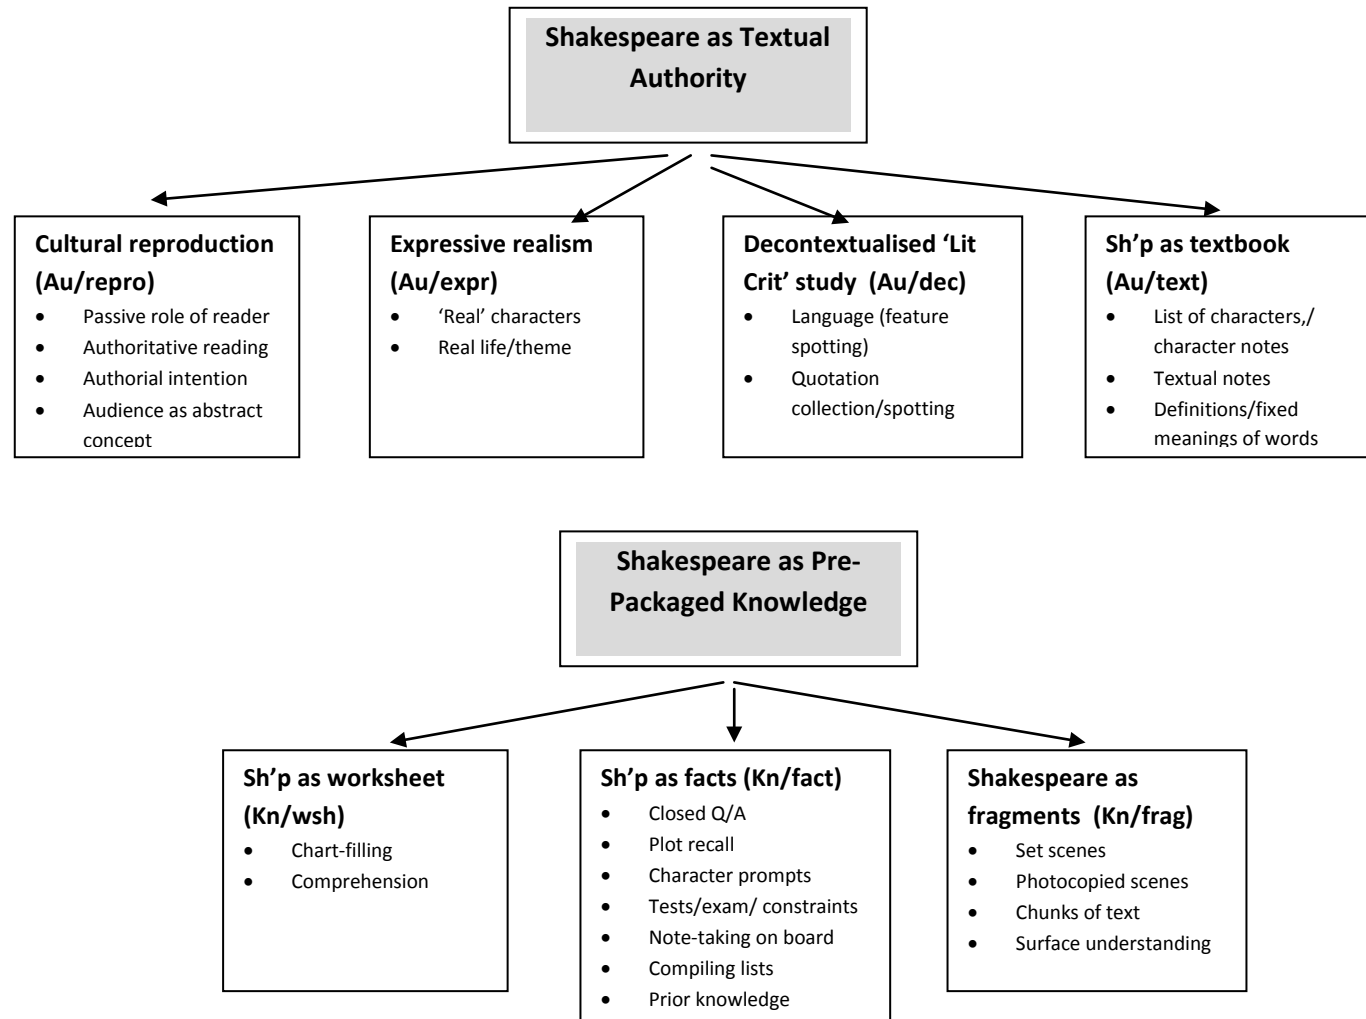 Shakespeare as Textual
Authority
Cultural reproduction
(Au/repro)
• Passive role of reader
• Authoritative reading
• Authorial intention
• Audience as abstract
concept
Expressive realism
(Au/expr)
• ‘Real’ characters
• Real life/theme
Decontextualised ‘Lit
Crit’ study (Au/dec)
• Language (feature
spotting)
• Quotation
collection/spotting
Sh’p as textbook
(Au/text)
• List of characters,/
character notes
• Textual notes
• Definitions/fixed
meanings of words
Shakespeare as Pre-
Packaged Knowledge
Sh’p as worksheet
(Kn/wsh)
• Chart-filling
• Comprehension
Sh’p as facts (Kn/fact)
• Closed Q/A
• Plot recall
• Character prompts
• Tests/exam/ constraints
• Note-taking on board
• Compiling lists
• Prior knowledge
Shakespeare as
fragments (Kn/frag)
• Set scenes
• Photocopied scenes
• Chunks of text
• Surface understanding